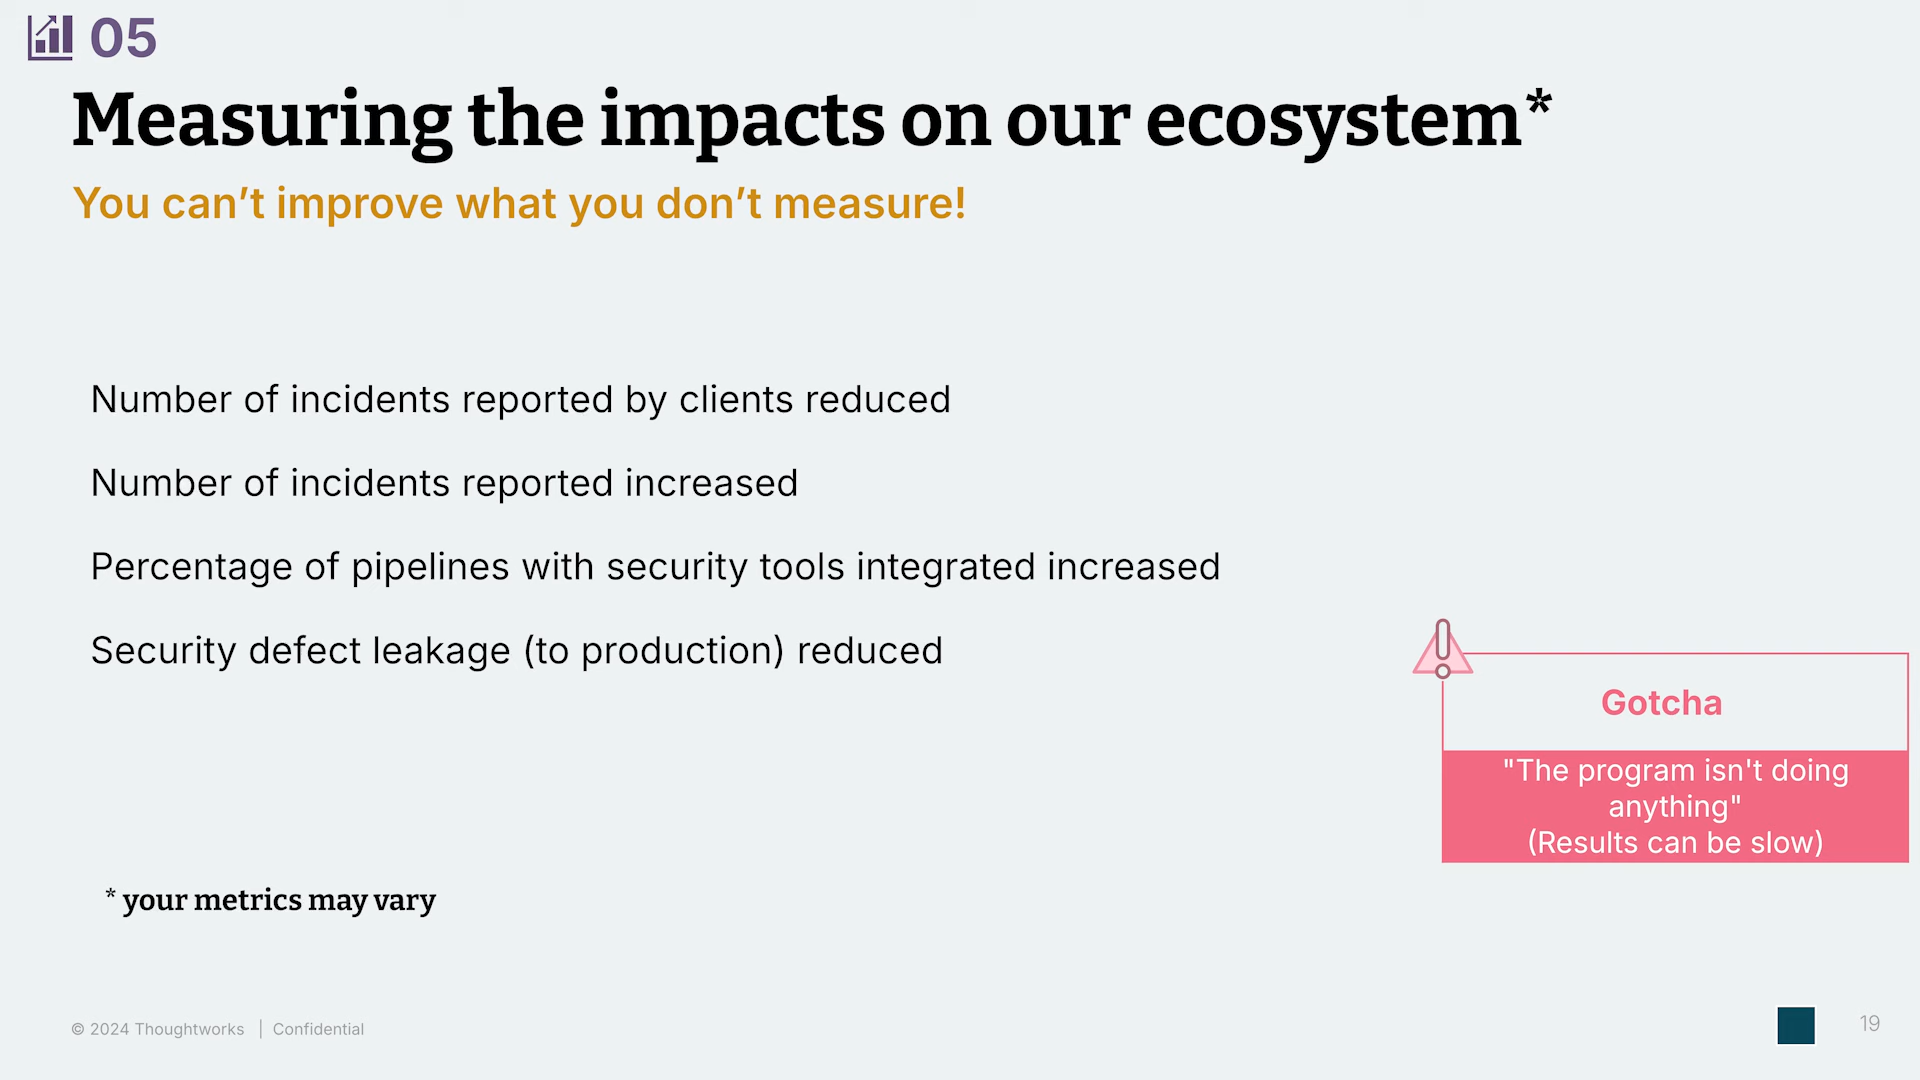 05
Measuring the impacts on our ecosystem*
You can’t improve what you don’t measure!
Number of incidents reported by clients reduced
Number of incidents reported increased
Percentage of pipelines with security tools integrated increased
Security defect leakage (to production) reduced
Gotcha
"The program isn't doing
anything"
(Results can be slow)
* your metrics may vary
© 2024 Thoughtworks | Confidential
19